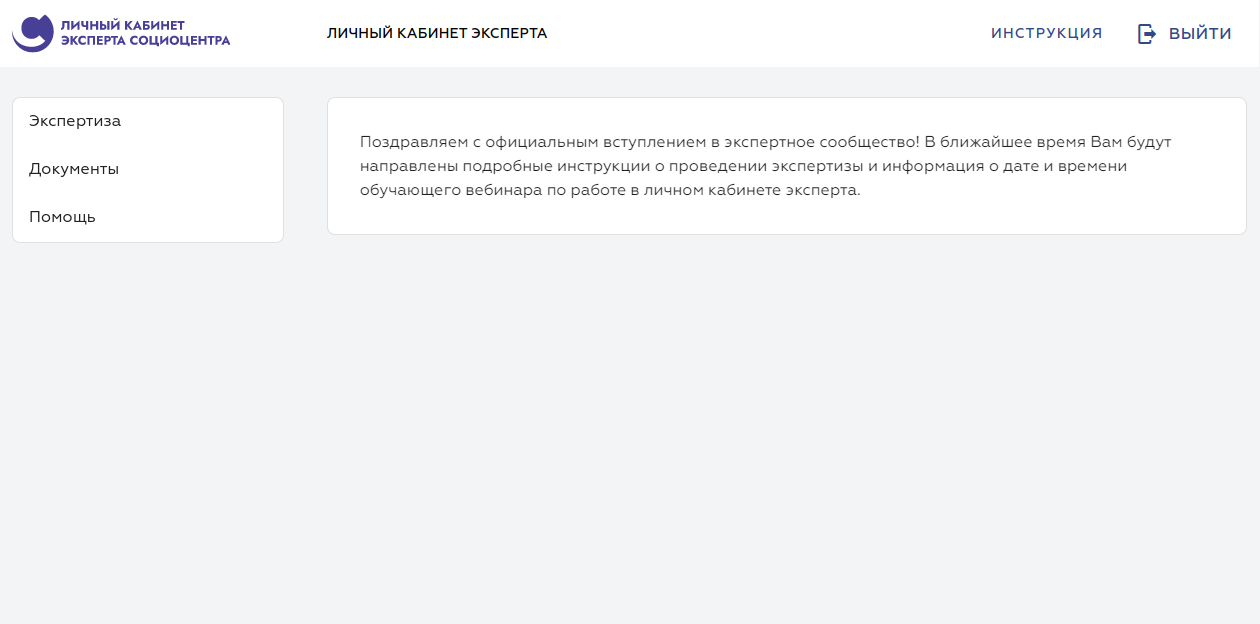 ЛИЧНЫЙ КАБИНЕТ
ЭКСПЕРТА СОЦИОЦЕНТРА
ЛИЧНЫЙ КАБИНЕТ ЭКСПЕРТА
ИНСТРУКЦИЯ
ВЫЙТИ
Экспертиза
Документы
Помощь
Поздравляем с официальным вступлением в экспертное сообщество! В ближайшее время Вам будут
направлены подробные инструкции о проведении экспертизы и информация о дате и времени
обучающего вебинара по работе в личном кабинете эксперта.